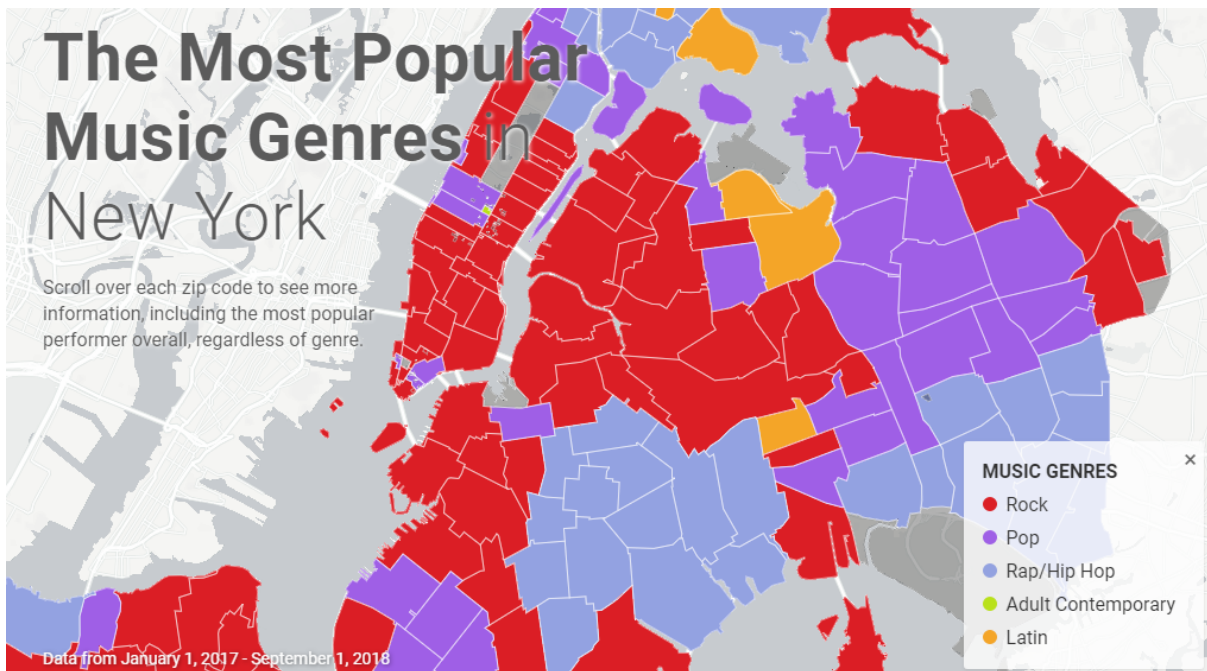 The Most Popular
Music Genres in
New York
Scroll over each zip code to see more
information, including the most popular
performer overall, regardless of genre.
MUSIC GENRES
×
Rock
Pop
Rap/Hip Hop
Adult Contemporary
Latin
Data from January 1, 2017 - September 1, 2018